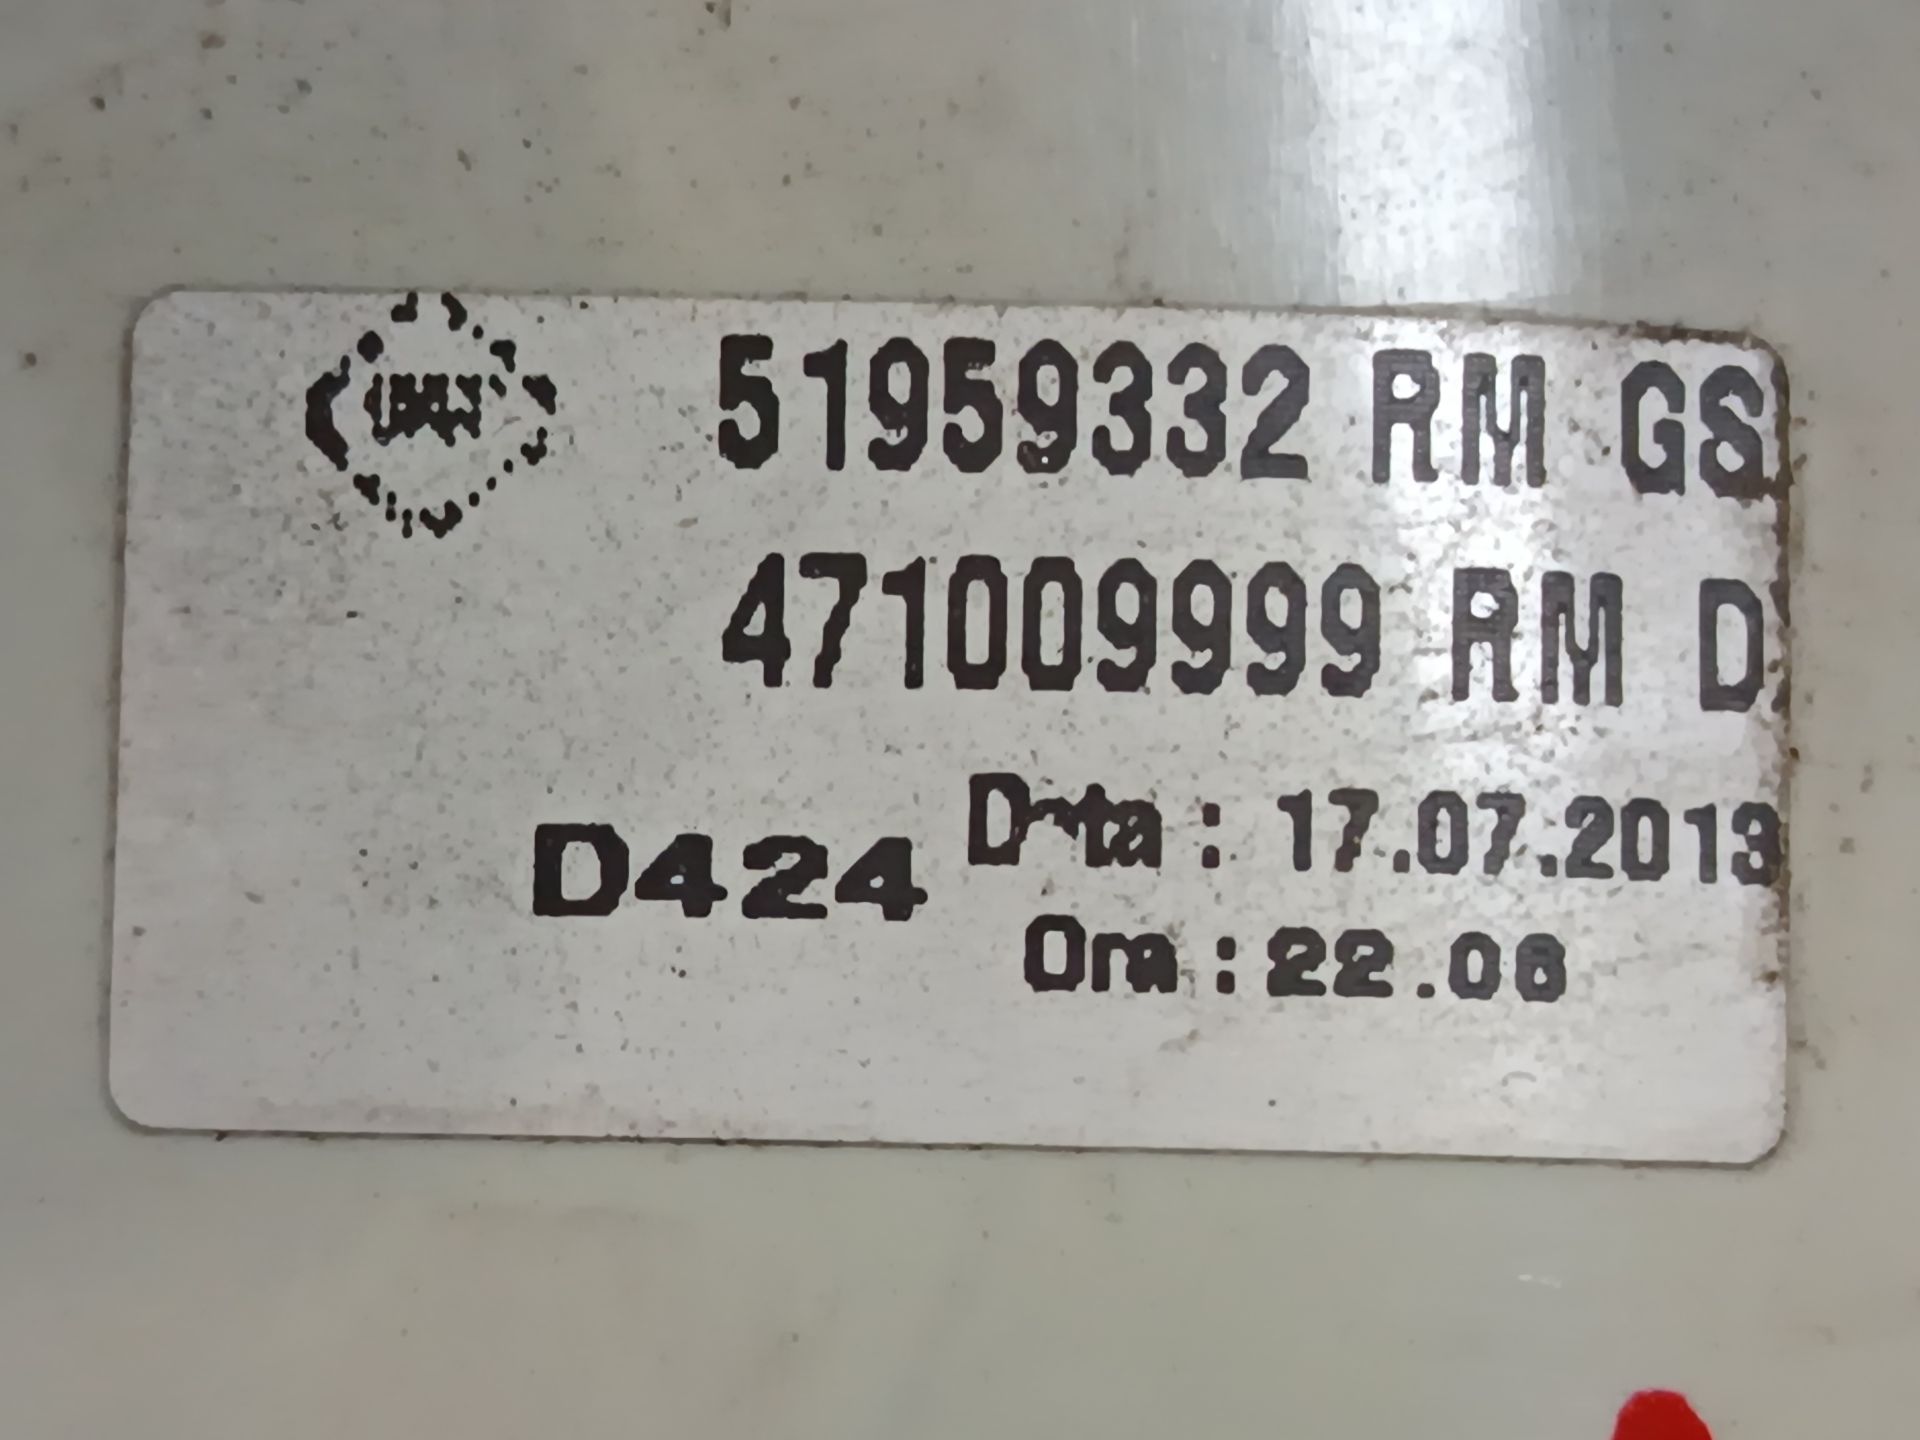 51959332 RM GS
471009999 RM D
D424
Data : 17.07.2013
Ora : 22.06